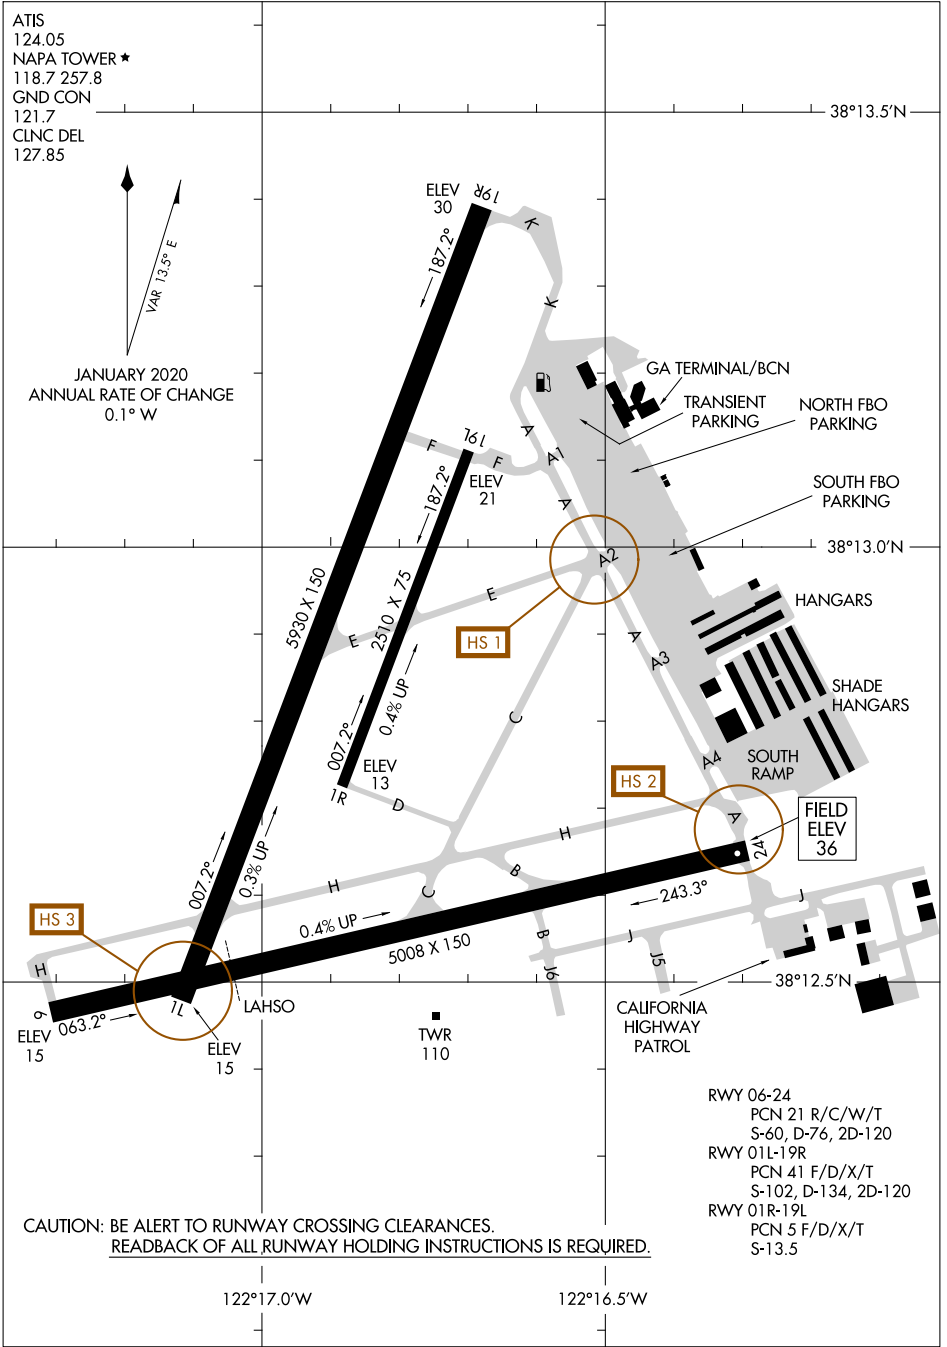 ATIS
124.05
NAPA TOWER ★
118.7 257.8
GND CON
121.7
CLNC DEL
127.85
38°13.5'N
VAR 13.5° E
JANUARY 2020
ANNUAL RATE OF CHANGE
0.1° W
ELEV
30
19R
187.2°
K
K
GA TERMINAL/BCN
TRANSIENT
PARKING
NORTH FBO
PARKING
SOUTH FBO
PARKING
F
19L
F
ELEV
21
187.2°
A
A1
A
38°13.0'N
A2
HS 1
5930 X 150
2510 X 75
E
E
A
A3
HANGARS
SHADE
HANGARS
C
007.2°
0.4% UP
ELEV
13
1R
D
A4
SOUTH
RAMP
HS 2
A
FIELD
ELEV
36
24
H
007.2°
0.3% UP
H
C
B
243.3°
J
HS 3
0.4% UP
5008 X 150
B
J
J5
J6
H
38°12.5'N
6
063.2°
ELEV
15
1L
ELEV
15
LAHSO
TWR
110
CALIFORNIA
HIGHWAY
PATROL
RWY 06-24
PCN 21 R/C/W/T
S-60, D-76, 2D-120
RWY 01L-19R
PCN 41 F/D/X/T
S-102, D-134, 2D-120
RWY 01R-19L
PCN 5 F/D/X/T
S-13.5
CAUTION: BE ALERT TO RUNWAY CROSSING CLEARANCES.
READBACK OF ALL RUNWAY HOLDING INSTRUCTIONS IS REQUIRED.
122°17.0'W
122°16.5'W